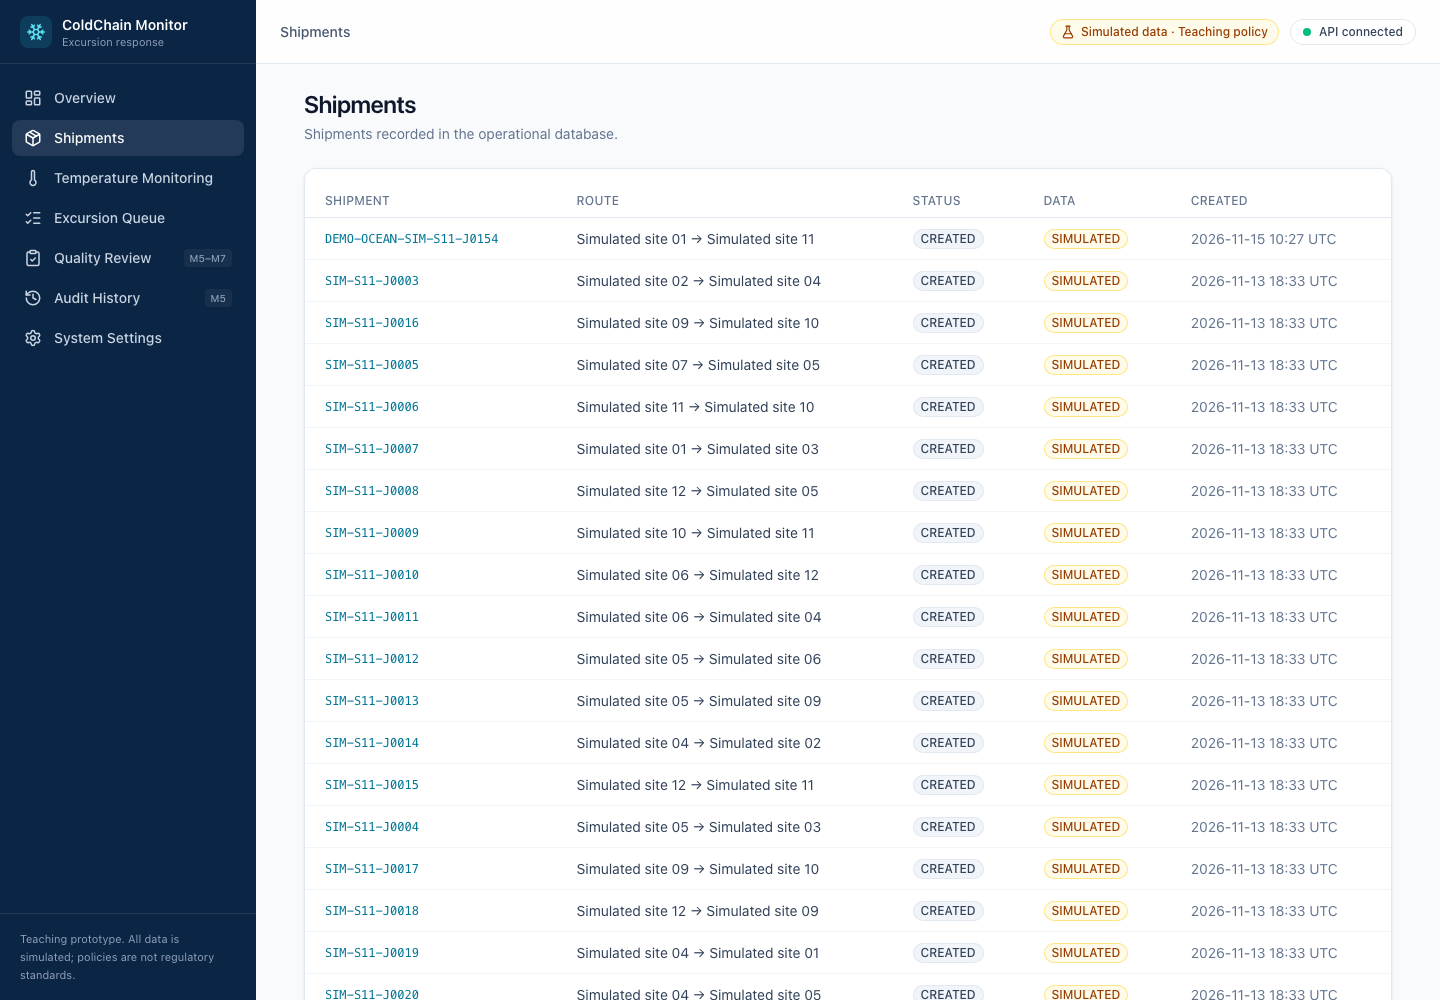 ColdChain Monitor
Excursion response
Overview
Shipments
Temperature Monitoring
Excursion Queue
Quality Review M5–M7
Audit History M5
System Settings
Teaching prototype. All data is
simulated; policies are not regulatory
standards.
Shipments
Simulated data · Teaching policy
API connected
Shipments
Shipments recorded in the operational database.
SHIPMENT ROUTE STATUS DATA CREATED
DEMO-OCEAN-SIM-S11-J0154 Simulated site 01 → Simulated site 11 CREATED SIMULATED 2026-11-15 10:27 UTC
SIM-S11-J0003 Simulated site 02 → Simulated site 04 CREATED SIMULATED 2026-11-13 18:33 UTC
SIM-S11-J0016 Simulated site 09 → Simulated site 10 CREATED SIMULATED 2026-11-13 18:33 UTC
SIM-S11-J0005 Simulated site 07 → Simulated site 05 CREATED SIMULATED 2026-11-13 18:33 UTC
SIM-S11-J0006 Simulated site 11 → Simulated site 10 CREATED SIMULATED 2026-11-13 18:33 UTC
SIM-S11-J0007 Simulated site 01 → Simulated site 03 CREATED SIMULATED 2026-11-13 18:33 UTC
SIM-S11-J0008 Simulated site 12 → Simulated site 05 CREATED SIMULATED 2026-11-13 18:33 UTC
SIM-S11-J0009 Simulated site 10 → Simulated site 11 CREATED SIMULATED 2026-11-13 18:33 UTC
SIM-S11-J0010 Simulated site 06 → Simulated site 12 CREATED SIMULATED 2026-11-13 18:33 UTC
SIM-S11-J0011 Simulated site 06 → Simulated site 04 CREATED SIMULATED 2026-11-13 18:33 UTC
SIM-S11-J0012 Simulated site 05 → Simulated site 06 CREATED SIMULATED 2026-11-13 18:33 UTC
SIM-S11-J0013 Simulated site 05 → Simulated site 09 CREATED SIMULATED 2026-11-13 18:33 UTC
SIM-S11-J0014 Simulated site 04 → Simulated site 02 CREATED SIMULATED 2026-11-13 18:33 UTC
SIM-S11-J0015 Simulated site 12 → Simulated site 11 CREATED SIMULATED 2026-11-13 18:33 UTC
SIM-S11-J0004 Simulated site 05 → Simulated site 03 CREATED SIMULATED 2026-11-13 18:33 UTC
SIM-S11-J0017 Simulated site 09 → Simulated site 10 CREATED SIMULATED 2026-11-13 18:33 UTC
SIM-S11-J0018 Simulated site 12 → Simulated site 09 CREATED SIMULATED 2026-11-13 18:33 UTC
SIM-S11-J0019 Simulated site 04 → Simulated site 01 CREATED SIMULATED 2026-11-13 18:33 UTC
SIM-S11-J0020 Simulated site 04 → Simulated site 05 CREATED SIMULATED 2026-11-13 18:33 UTC